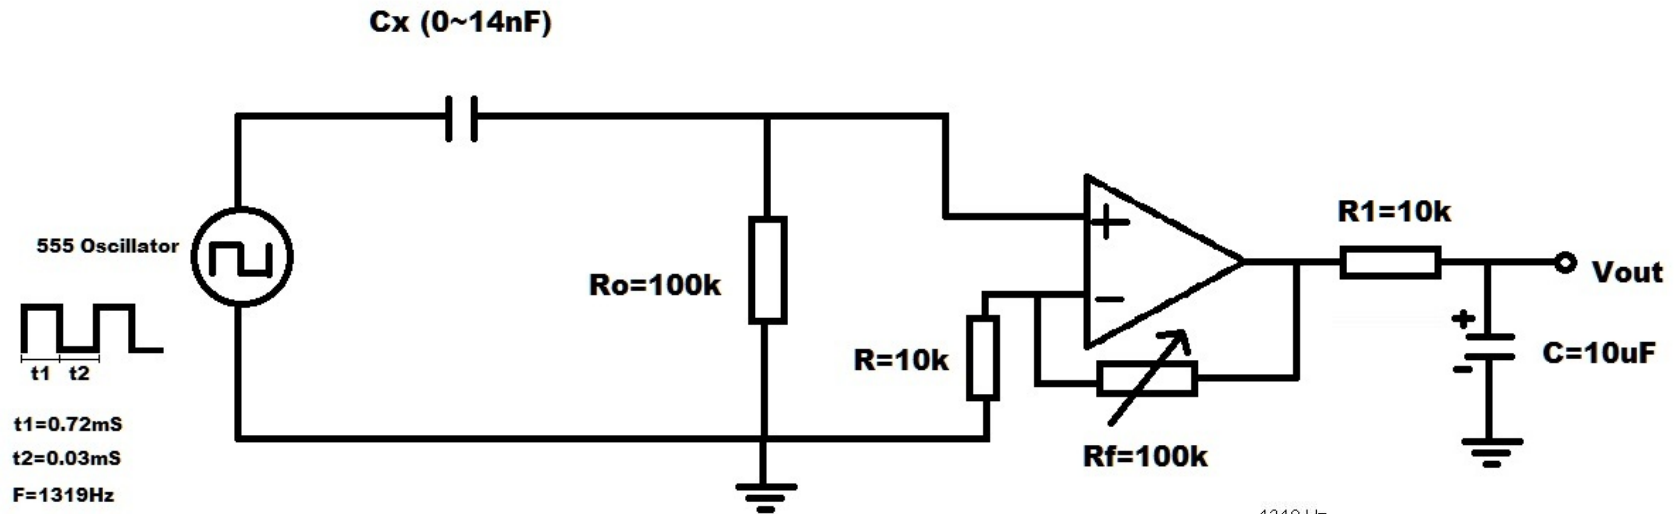 Cx (0~14nF)
555 Oscillator
t1 t2
t1=0.72mS
t2=0.03mS
F=1319Hz
Ro=100k
R=10k
+
−
Rf=100k
R1=10k
Vout
+
-
C=10uF